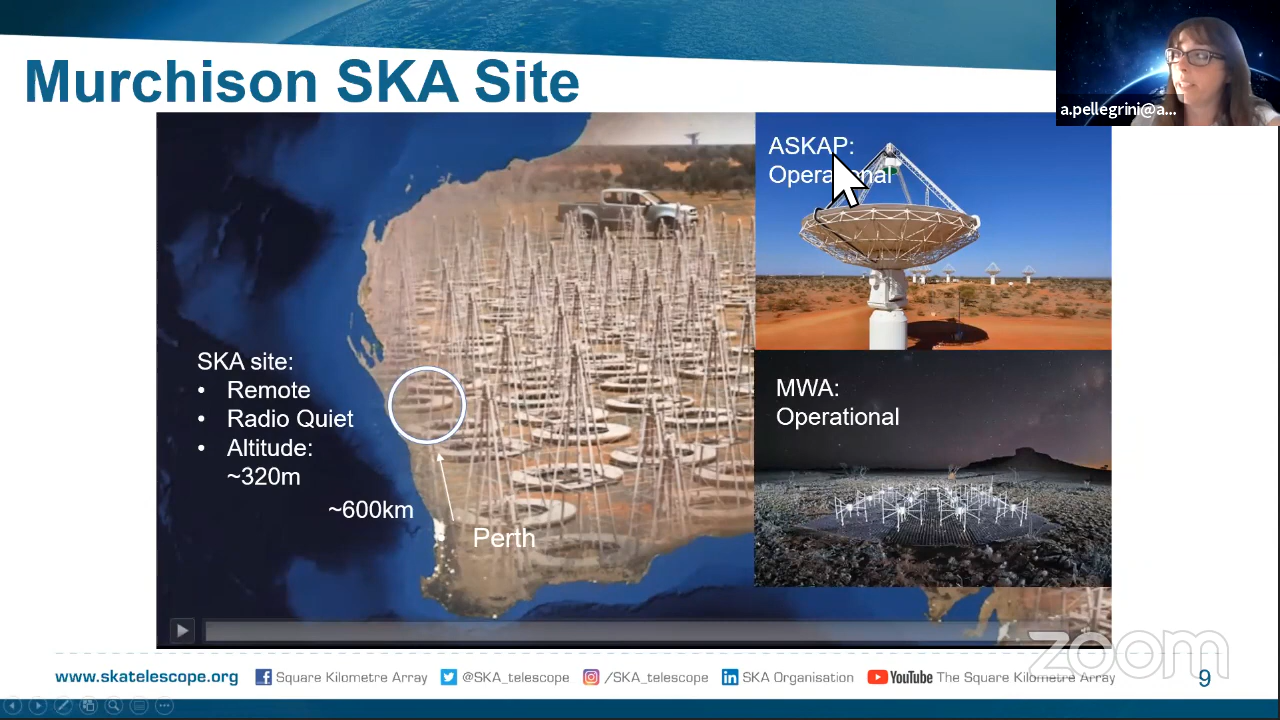 Murchison SKA Site
a.pellegrini@a...
ASKAP:
Operational
SKA site:
• Remote
• Radio Quiet
• Altitude:
~320m
~600km
Perth
MWA:
Operational
zoom
www.skatelescope.org
Square Kilometre Array
@SKA_telescope
/SKA_telescope
SKA Organisation
YouTube The Square Kilometre Array
9